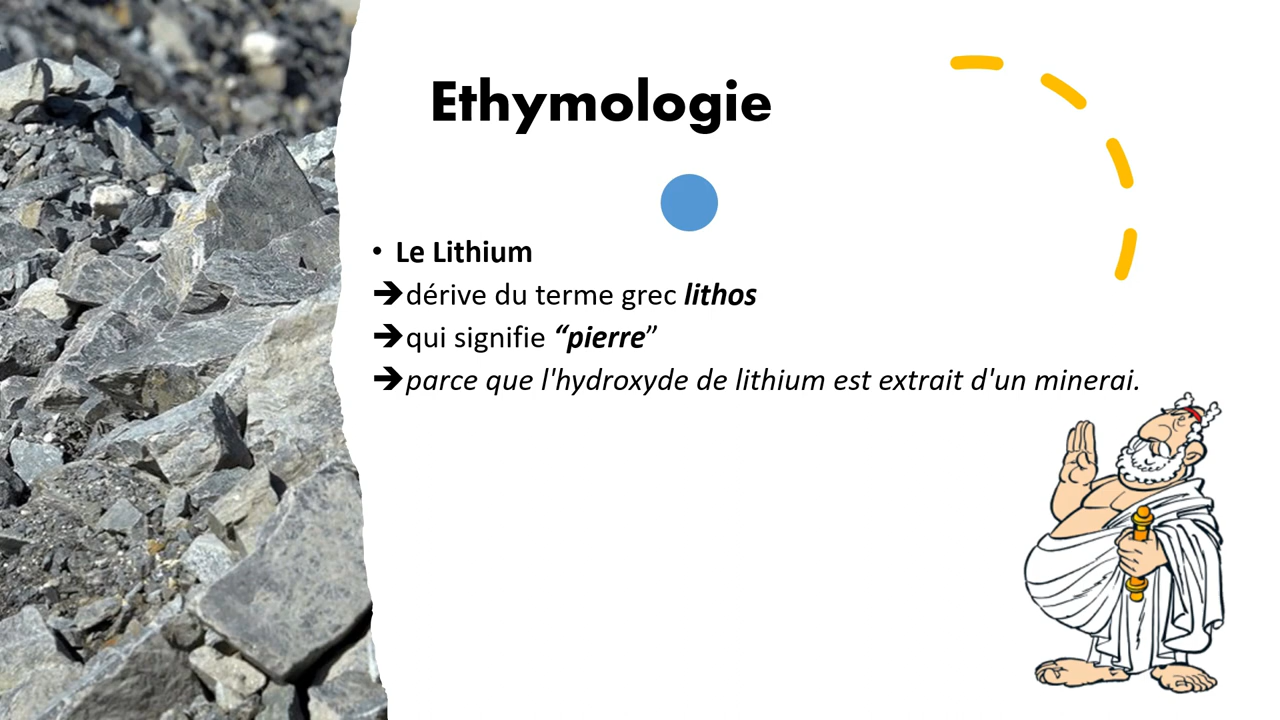 Ethymologie
• Le Lithium
➔dérive du terme grec lithos
➔qui signifie “pierre”
➔parce que l'hydroxyde de lithium est extrait d'un minerai.